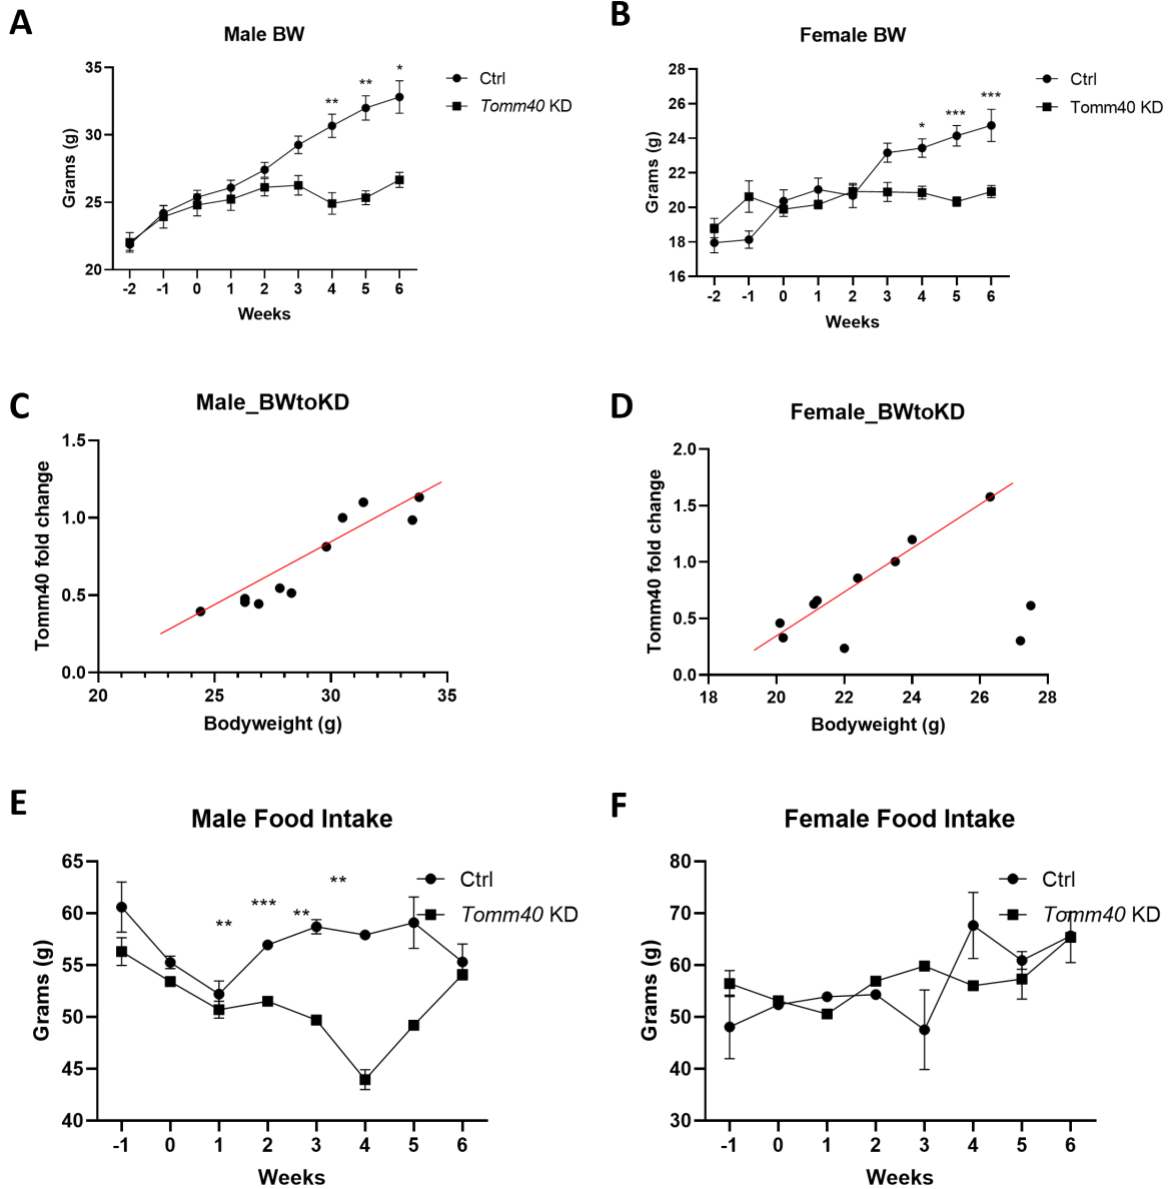 A
Male BW
Grams (g)
35
30
25
20
** ** *
Ctrl
Tomm40 KD
-2 -1 0 1 2 3 4 5 6
Weeks
B
Female BW
Grams (g)
28
26
24
22
20
18
16
* *** ***
Ctrl
Tomm40 KD
-2 -1 0 1 2 3 4 5 6
Weeks
C
Male_BWtoKD
Tomm40 fold change
1.5
1.0
0.5
0.0
20 25 30 35
Bodyweight (g)
D
Female_BWtoKD
Tomm40 fold change
2.0
1.5
1.0
0.5
0.0
18 20 22 24 26 28
Bodyweight (g)
E
Male Food Intake
Grams (g)
65
60
55
50
45
40
** *** ** **
Ctrl
Tomm40 KD
-1 0 1 2 3 4 5 6
Weeks
F
Female Food Intake
Grams (g)
80
70
60
50
40
30
Ctrl
Tomm40 KD
-1 0 1 2 3 4 5 6
Weeks